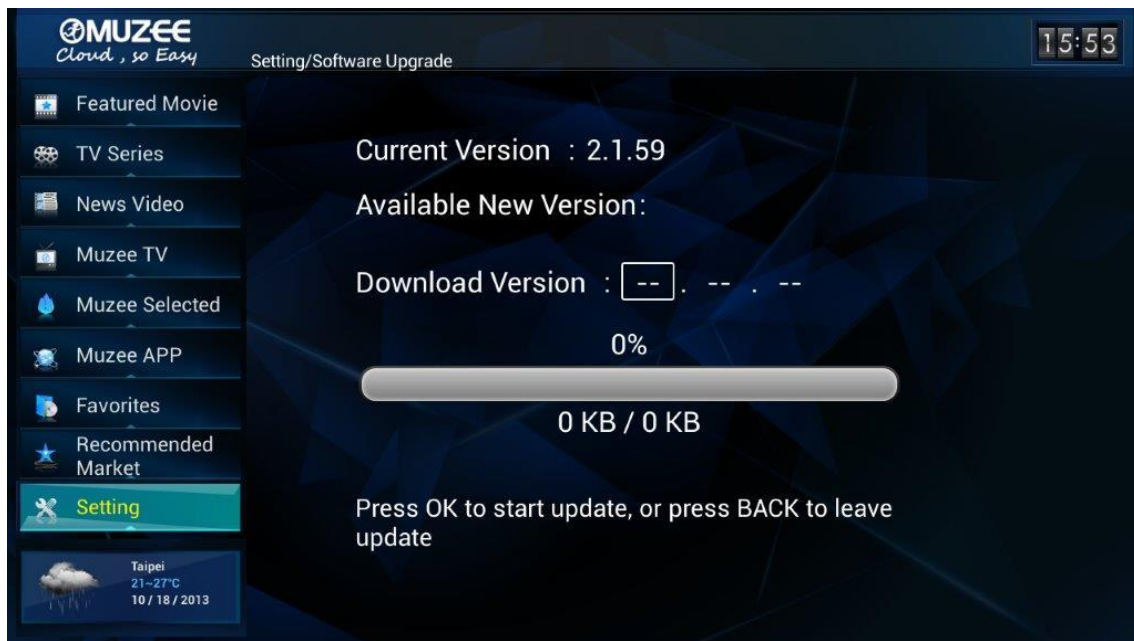 MUZEE
Cloud , so Easy
Setting/Software Upgrade
15:53
Featured Movie
TV Series
News Video
Muzee TV
Muzee Selected
Muzee APP
Favorites
Recommended
Market
Setting
Current Version : 2.1.59
Available New Version:
Download Version : -- . -- . --
0%
0 KB / 0 KB
Press OK to start update, or press BACK to leave
update
Taipei
21~27°C
10 / 18 / 2013